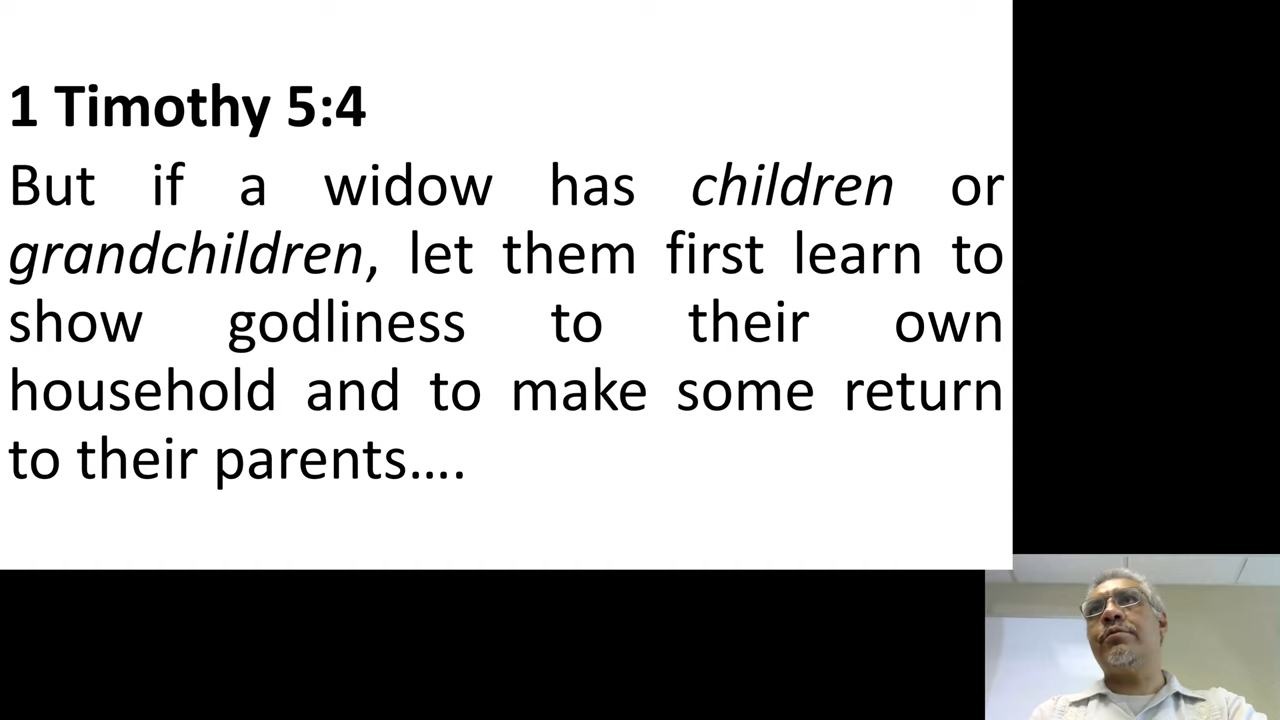 1 Timothy 5:4
But if a widow has children or
grandchildren, let them first learn to
show godliness to their own
household and to make some return
to their parents….